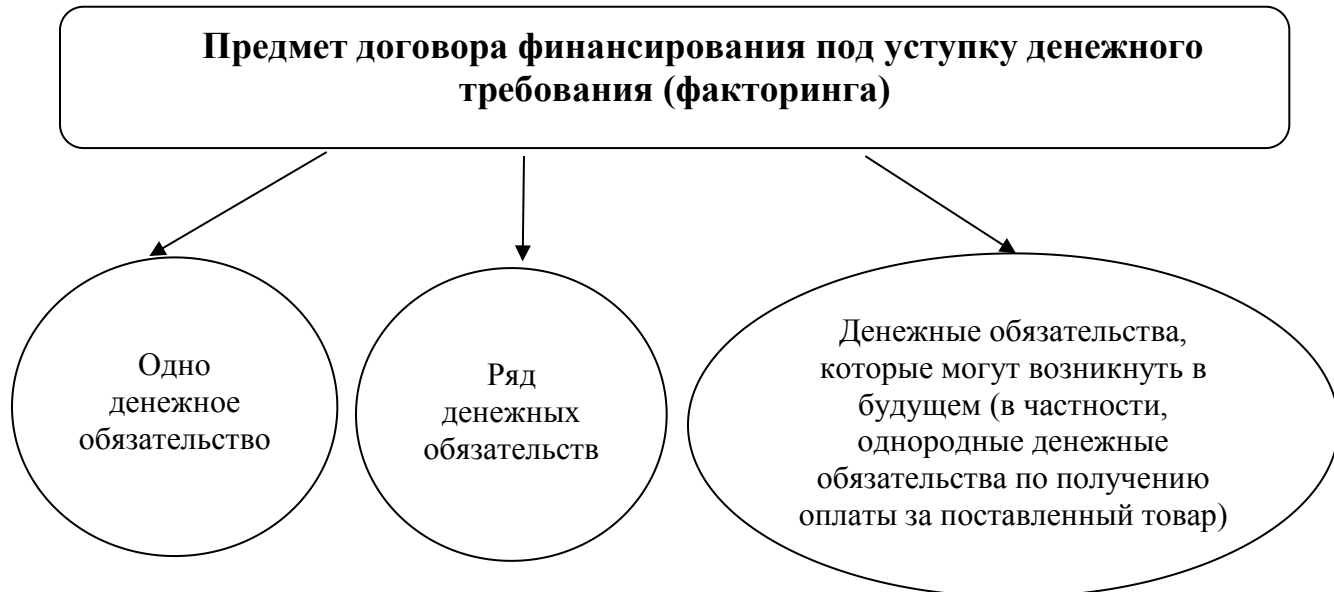 Предмет договора финансирования под уступку денежного
требования (факторинга)
Одно
денежное
обязательство
Ряд
денежных
обязательств
Денежные обязательства,
которые могут возникнуть в
будущем (в частности,
однородные денежные
обязательства по получению
оплаты за поставленный товар)